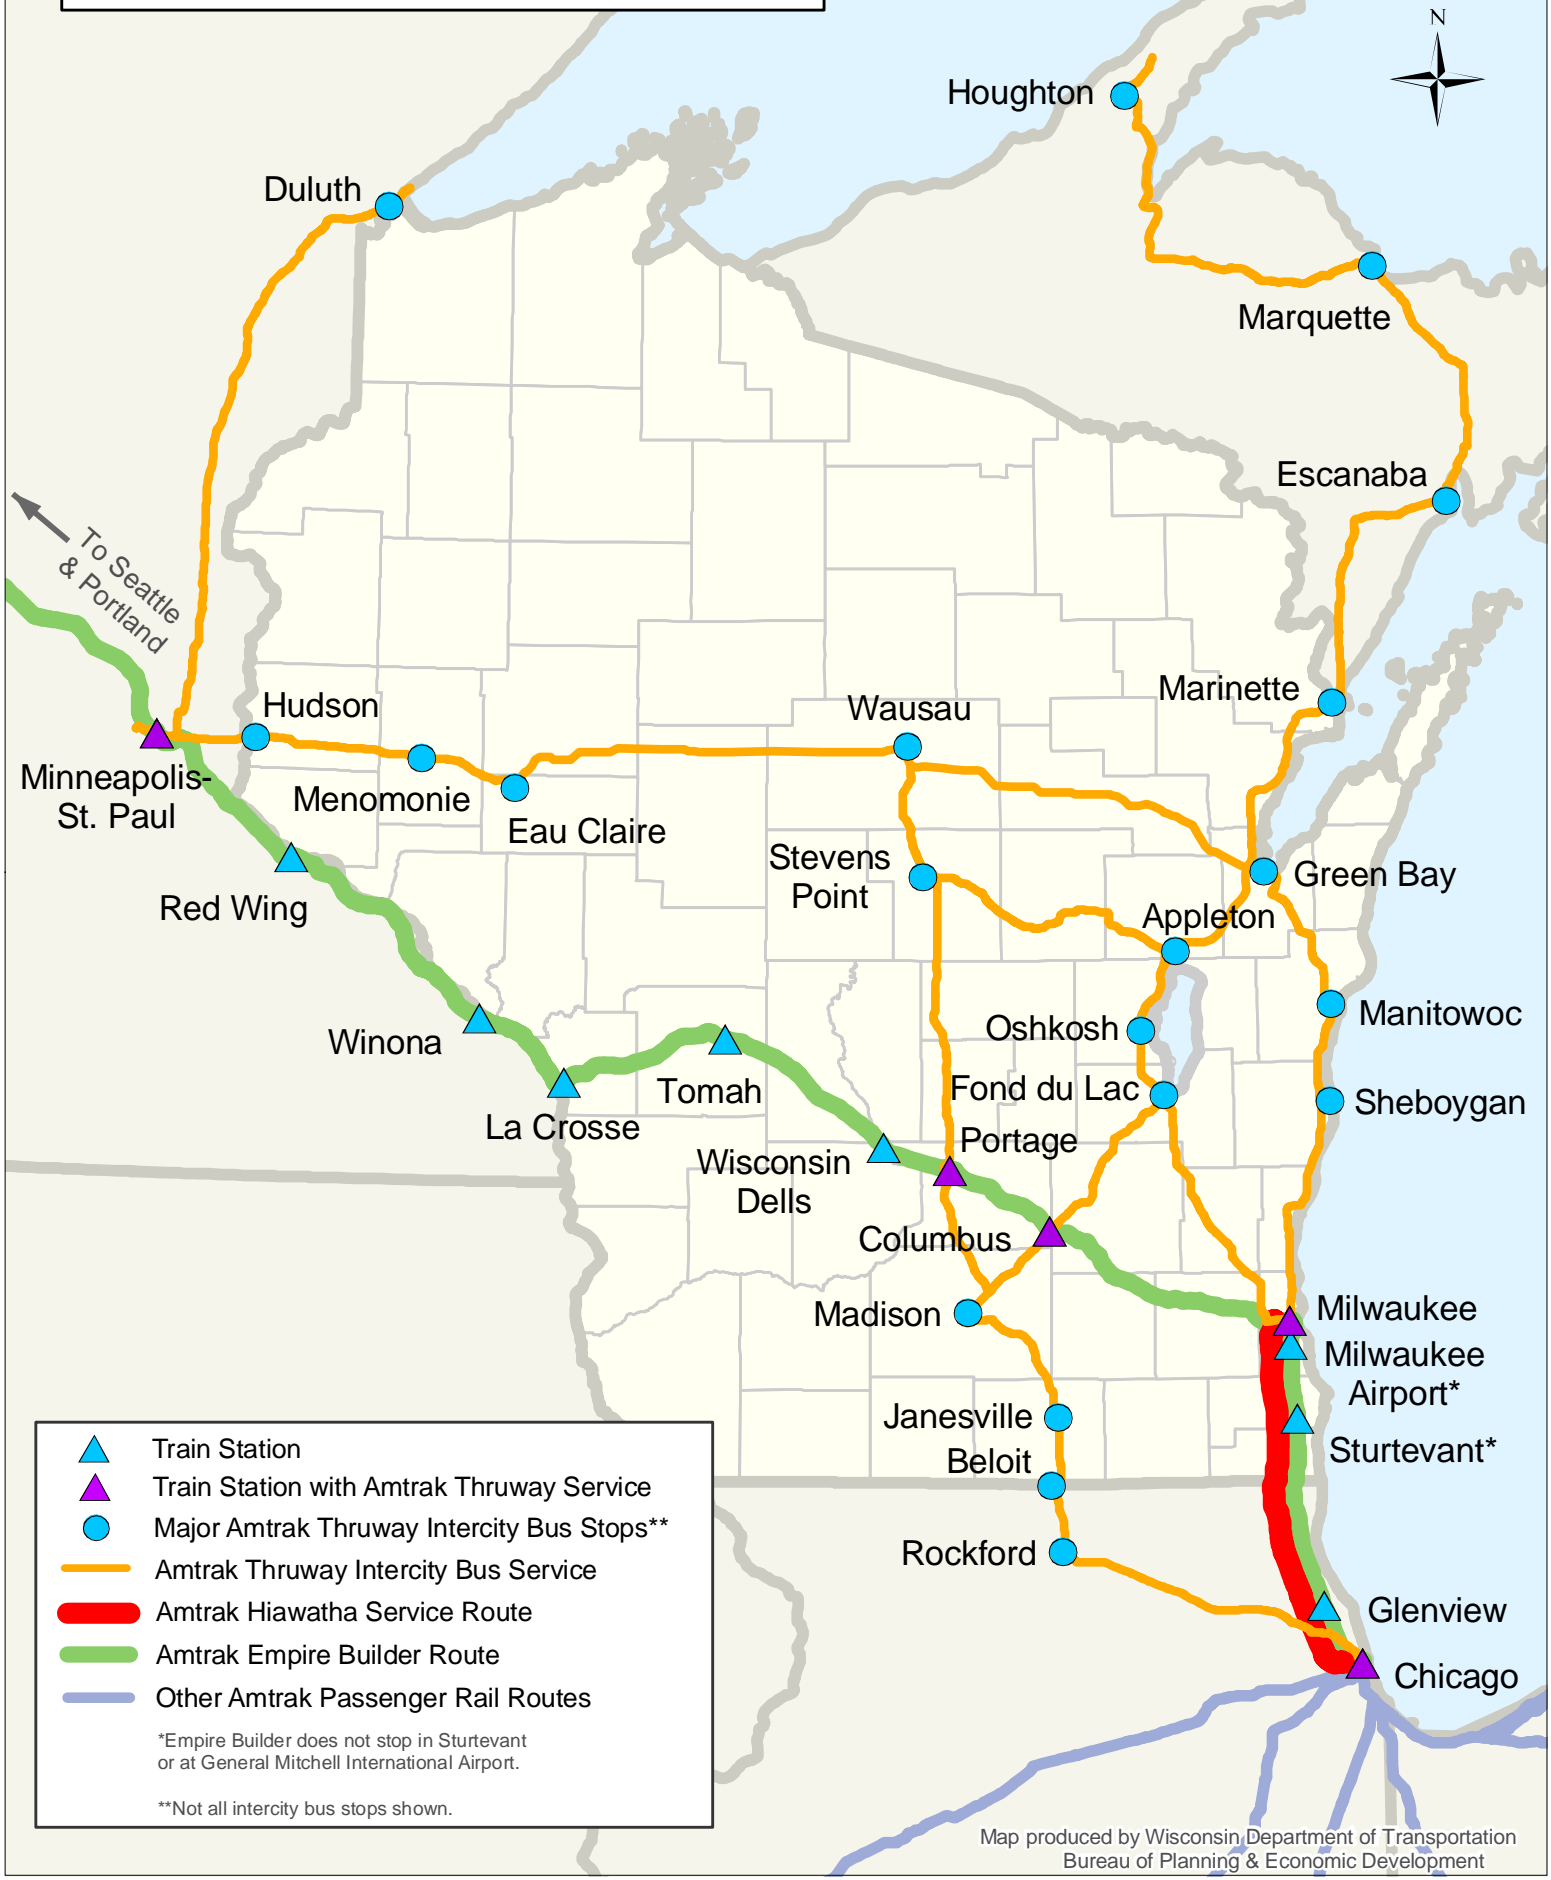 N
Houghton
Duluth
Marquette
Escanaba
To Seattle
& Portland
Marinette
Hudson
Wausau
Minneapolis-
St. Paul
Menomonie
Eau Claire
Stevens
Point
Green Bay
Red Wing
Appleton
Manitowoc
Oshkosh
Winona
Tomah
Fond du Lac
Sheboygan
La Crosse
Portage
Wisconsin
Dells
Columbus
Madison
Milwaukee
Milwaukee
Airport*
Janesville
Sturtevant*
Beloit
Rockford
Glenview
Chicago
Train Station
Train Station with Amtrak Thruway Service
Major Amtrak Thruway Intercity Bus Stops**
Amtrak Thruway Intercity Bus Service
Amtrak Hiawatha Service Route
Amtrak Empire Builder Route
Other Amtrak Passenger Rail Routes
*Empire Builder does not stop in Sturtevant
or at General Mitchell International Airport.
**Not all intercity bus stops shown.
Map produced by Wisconsin Department of Transportation
Bureau of Planning & Economic Development